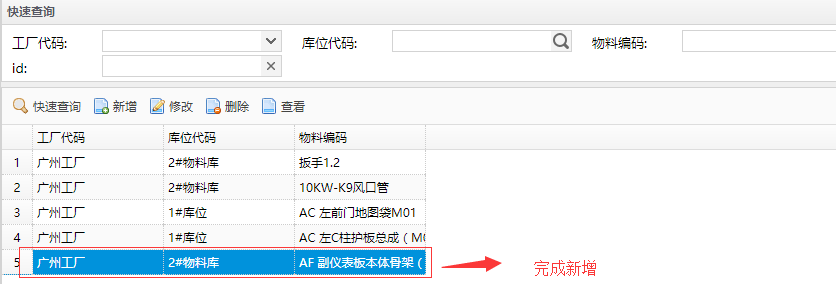 快速查询
工厂代码: 库位代码: 物料编码:
id:
快速查询 新增 修改 删除 查看
工厂代码 库位代码 物料编码
1 广州工厂 2#物料库 扳手1.2
2 广州工厂 2#物料库 10KW-K9风口管
3 广州工厂 1#库位 AC 左前门地图袋M01
4 广州工厂 1#库位 AC 左C柱护板总成（M0
5 广州工厂 2#物料库 AF 副仪表板本体骨架（
完成新增